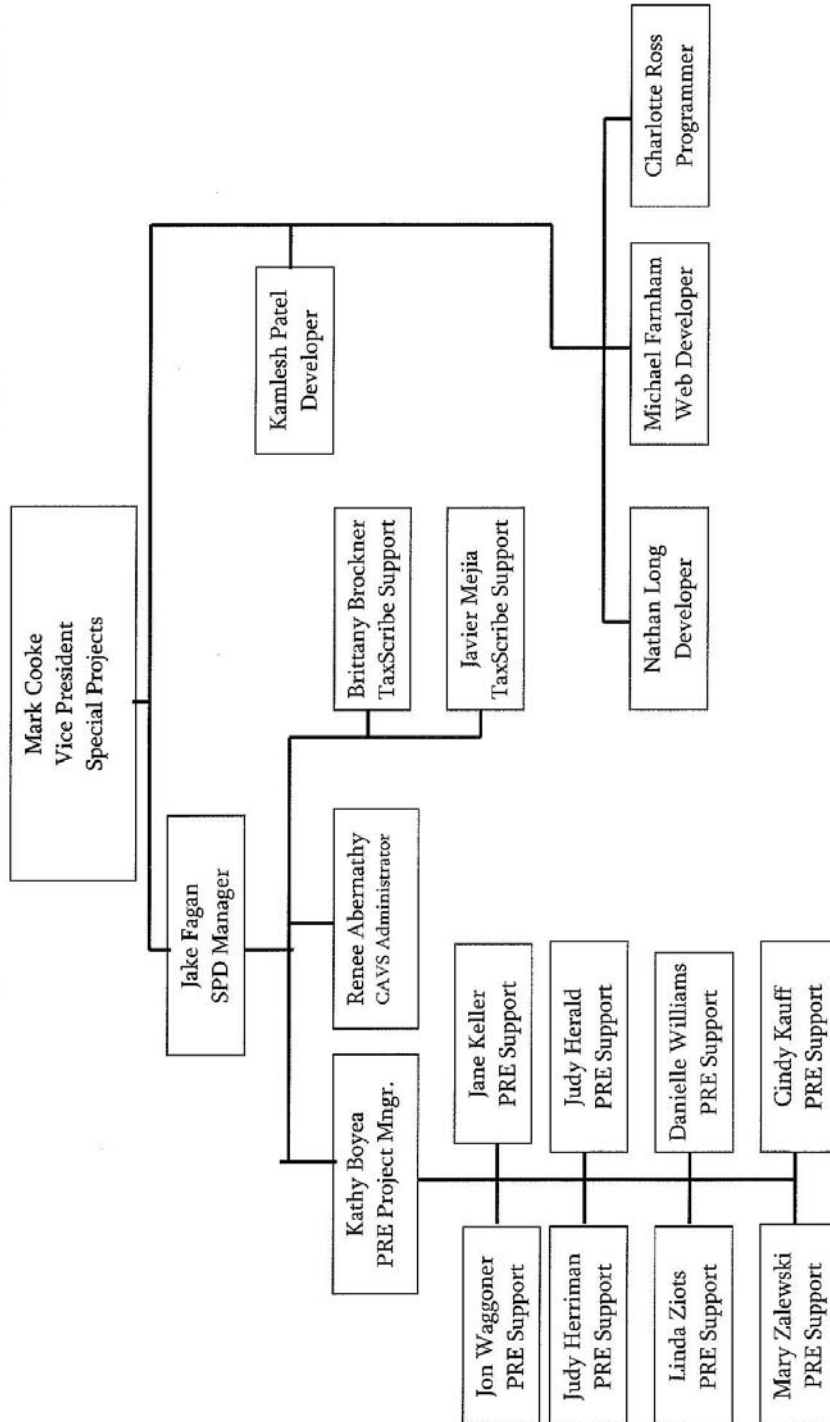 Mark Cooke
Vice President
Special Projects
Jake Fagan
SPD Manager
Kamlesh Patel
Developer
Kathy Boyea
PRE Project Mngr.
Renee Abernathy
CAVS Administrator
Brittany Brockner
TaxScribe Support
Javier Mejia
TaxScribe Support
Jon Waggoner
PRE Support
Jane Keller
PRE Support
Judy Herriman
PRE Support
Judy Herald
PRE Support
Linda Ziots
PRE Support
Danielle Williams
PRE Support
Mary Zalewski
PRE Support
Cindy Kauff
PRE Support
Nathan Long
Developer
Michael Farnham
Web Developer
Charlotte Ross
Programmer